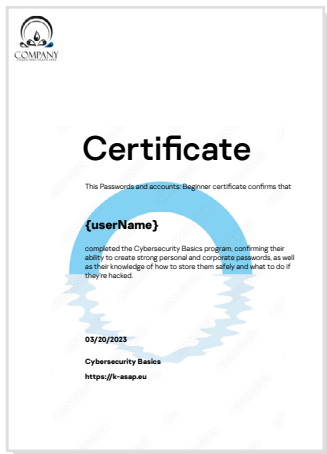 COMPANY
Certificate
This Passwords and accounts: Beginner certificate confirms that
{userName}
completed the Cybersecurity Basics program, confirming their
ability to create strong personal and corporate passwords, as well
as their knowledge of how to store them safely and what to do if
they're hacked.
03/20/2023
Cybersecurity Basics
https://k-asap.eu